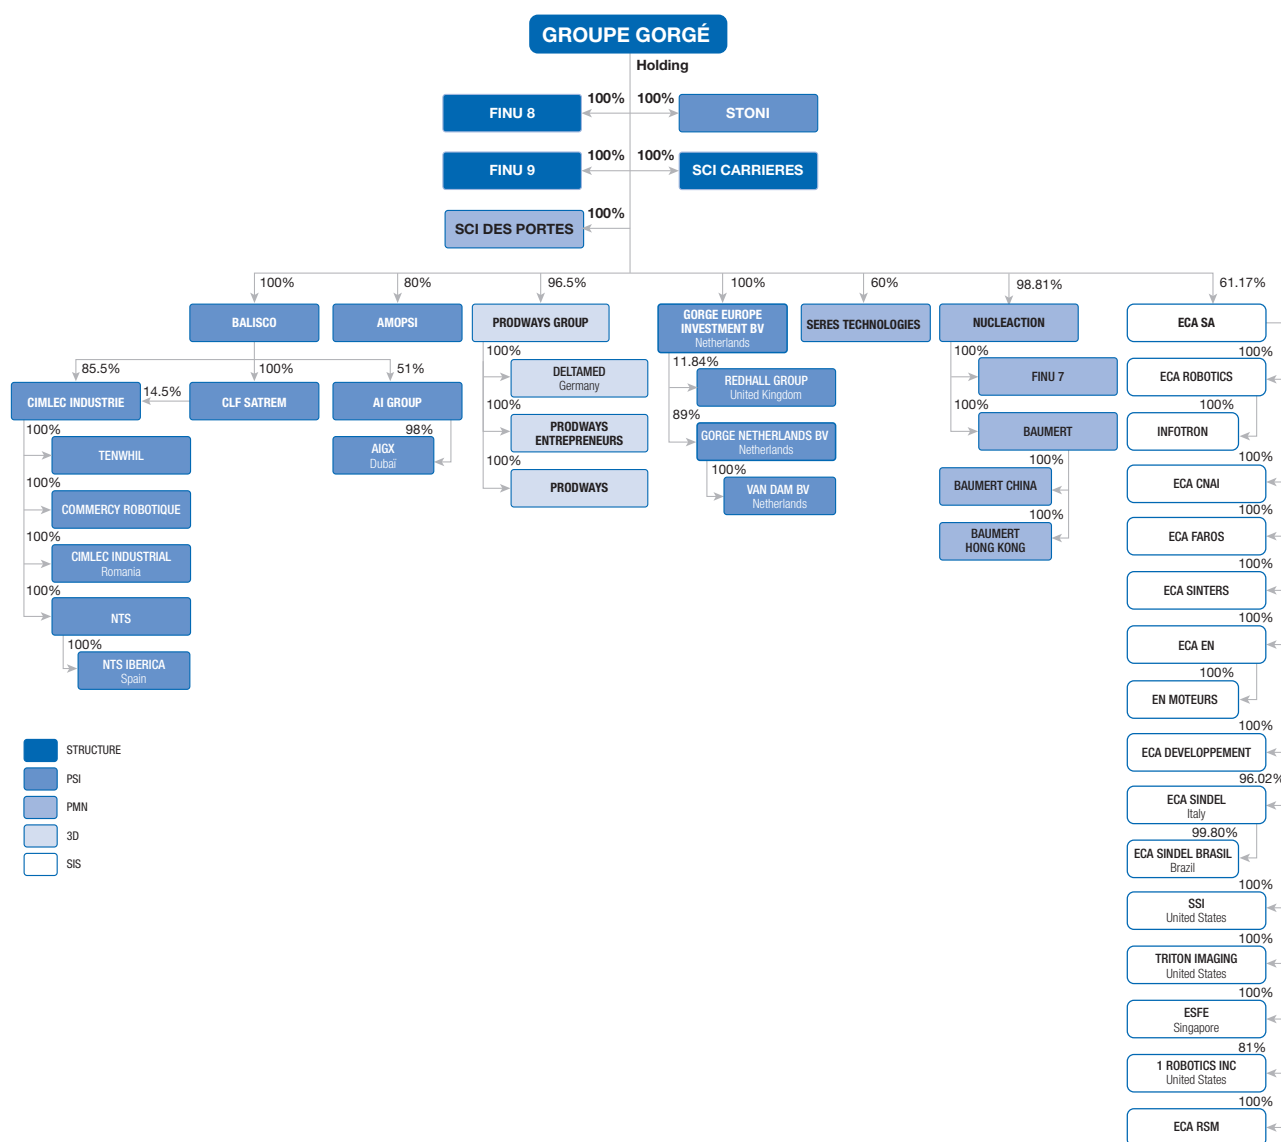 GROUPE GORGÉ
Holding
100% 100%
FINU 8 STONI
100% 100%
FINU 9 SCI CARRIERES
100%
SCI DES PORTES
100% 80% 96.5% 100% 60% 98.81% 61.17%
BALISCO
AMOPSI
PRODWAYS GROUP
GORGE EUROPE
INVESTMENT BV
Netherlands
SERES TECHNOLOGIES
NUCLEACTION
ECA SA
85.5% 100% 51%
CIMLEC INDUSTRIE
14.5%
CLF SATREM
AI GROUP
98%
AIGX
Dubaï
100%
TENWHIL
100%
COMMERCY ROBOTIQUE
100%
CIMLEC INDUSTRIAL
Romania
100%
NTS
100%
NTS IBERICA
Spain
100%
DELTAMED
Germany
100%
PRODWAYS
ENTREPRENEURS
100%
PRODWAYS
11.84%
REDHALL GROUP
United Kingdom
89%
GORGE NETHERLANDS BV
Netherlands
100%
VAN DAM BV
Netherlands
100%
FINU 7
100%
BAUMERT
100%
BAUMERT CHINA
100%
BAUMERT
HONG KONG
100%
ECA ROBOTICS
100%
INFOTRON
100%
ECA CNAI
100%
ECA FAROS
100%
ECA SINTERS
100%
ECA EN
100%
EN MOTEURS
100%
ECA DEVELOPPEMENT
96.02%
ECA SINDEL
Italy
99.80%
ECA SINDEL BRASIL
Brazil
100%
SSI
United States
100%
TRITON IMAGING
United States
100%
ESFE
Singapore
81%
1 ROBOTICS INC
United States
100%
ECA RSM
STRUCTURE
PSI
PMN
3D
SIS